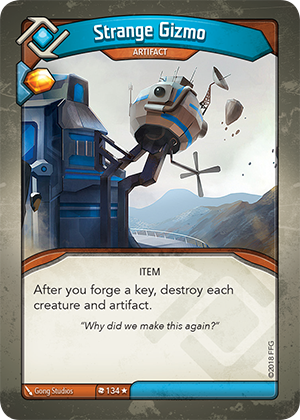 Strange Gizmo
ARTIFACT
ITEM
After you forge a key, destroy each
creature and artifact.
"Why did we make this again?"
Gong Studios
134★
©2018 FFG